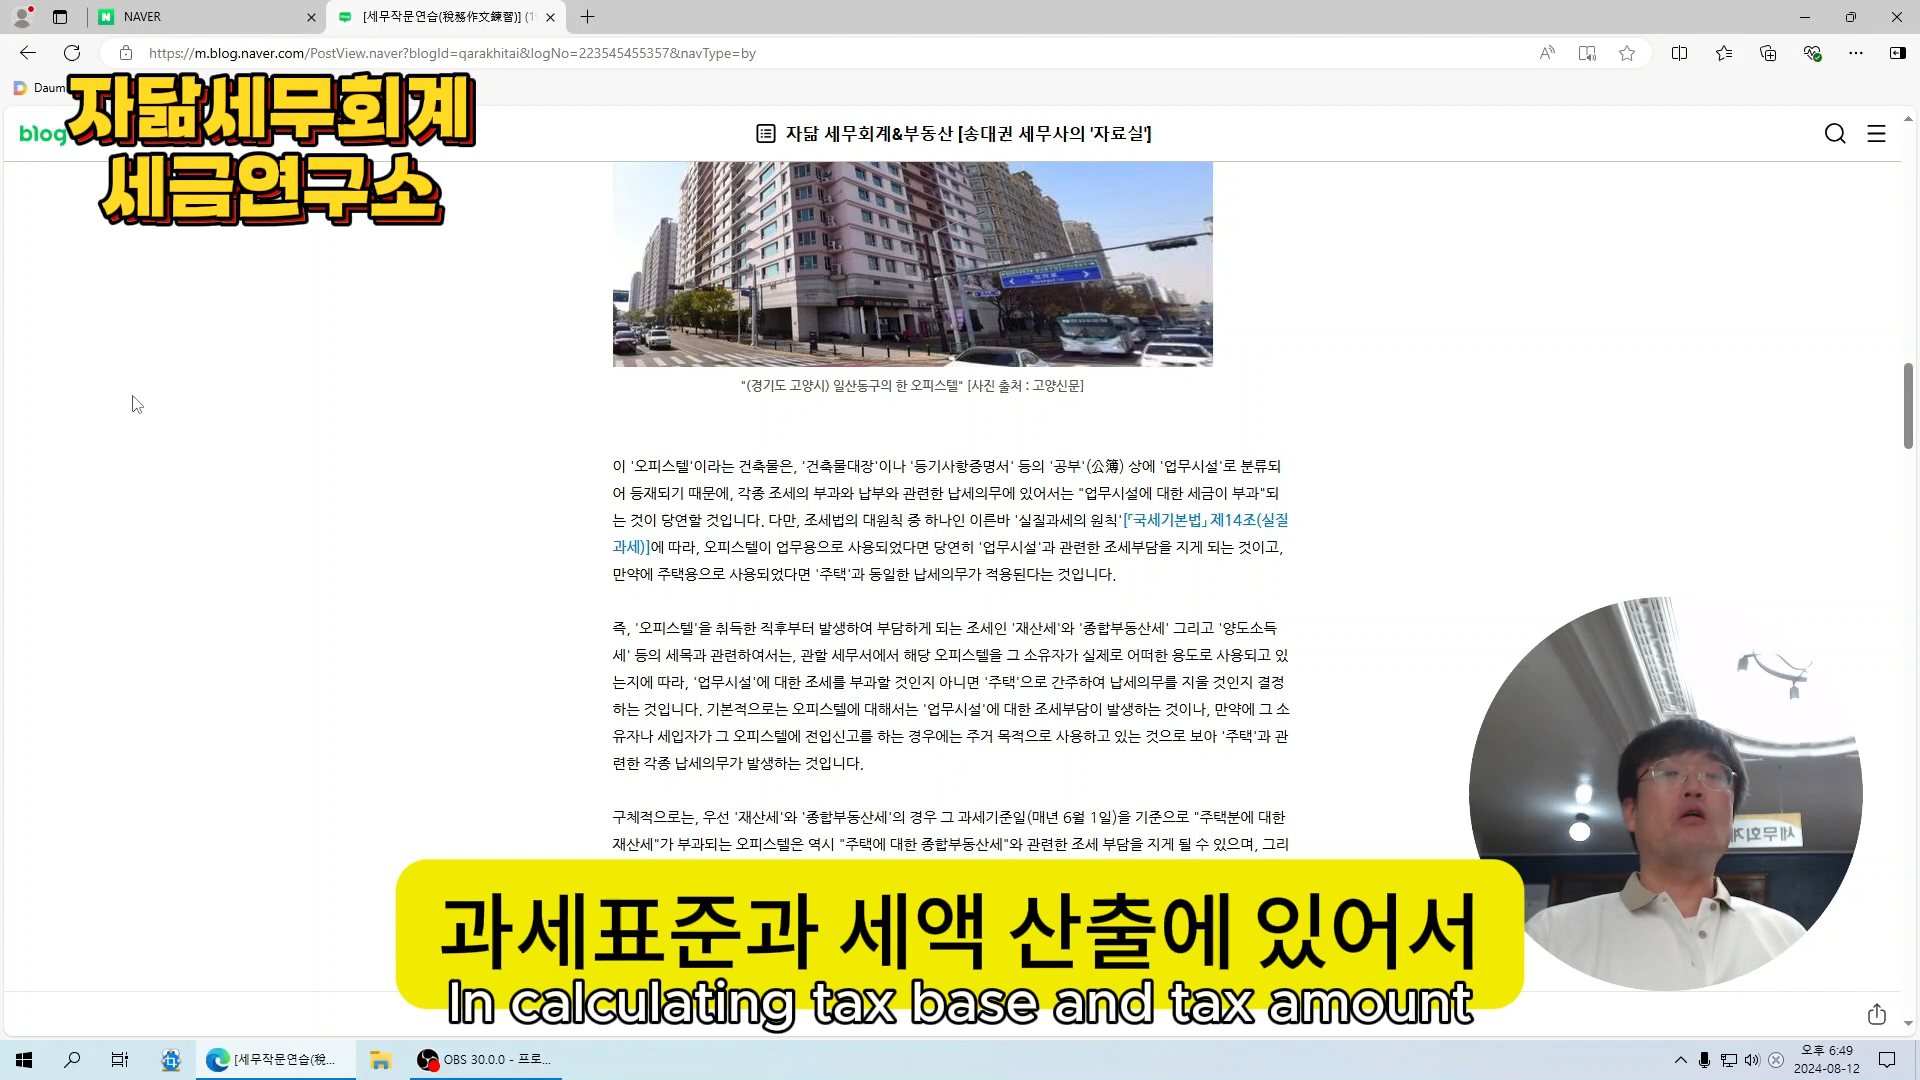 NAVER
[세무작문연습(稅務作文鍊習)] (1
https://m.blog.naver.com/PostView.naver?blogId=qarakhitai&logNo=223545455357&navType=by
Daum
자닮세무회계
세금연구소
blog
자닮 세무회계&부동산 [송대권 세무사의 '자료실']
"(경기도 고양시) 일산동구의 한 오피스텔" [사진 출처 : 고양신문]
이 '오피스텔'이라는 건축물은, '건축물대장'이나 '등기사항증명서' 등의 '공부'(公簿) 상에 '업무시설'로 분류되
어 등재되기 때문에, 각종 조세의 부과와 납부와 관련한 납세의무에 있어서는 "업무시설에 대한 세금이 부과"되
는 것이 당연할 것입니다. 다만, 조세법의 대원칙 중 하나인 이른바 '실질과세의 원칙'[「국세기본법」 제14조(실질
과세)]에 따라, 오피스텔이 업무용으로 사용되었다면 당연히 '업무시설'과 관련한 조세부담을 지게 되는 것이고,
만약에 주택용으로 사용되었다면 '주택'과 동일한 납세의무가 적용된다는 것입니다.
즉, '오피스텔'을 취득한 직후부터 발생하여 부담하게 되는 조세인 '재산세'와 '종합부동산세' 그리고 '양도소득
세' 등의 세목과 관련하여서는, 관할 세무서에서 해당 오피스텔을 그 소유자가 실제로 어떠한 용도로 사용되고 있
는지에 따라, '업무시설'에 대한 조세를 부과할 것인지 아니면 '주택'으로 간주하여 납세의무를 지울 것인지 결정
하는 것입니다. 기본적으로는 오피스텔에 대해서는 '업무시설'에 대한 조세부담이 발생하는 것이나, 만약에 그 소
유자나 세입자가 그 오피스텔에 전입신고를 하는 경우에는 주거 목적으로 사용하고 있는 것으로 보아 '주택'과 관
련한 각종 납세의무가 발생하는 것입니다.
구체적으로는, 우선 '재산세'와 '종합부동산세'의 경우 그 과세기준일(매년 6월 1일)을 기준으로 "주택분에 대한
재산세"가 부과되는 오피스텔은 역시 "주택에 대한 종합부동산세"와 관련한 조세 부담을 지게 될 수 있으며, 그리
세무회계
과세표준과 세액 산출에 있어서
In calculating tax base and tax amount
[세무작문연습(稅...
OBS 30.0.0 - 프로...
오후 6:49
2024-08-12